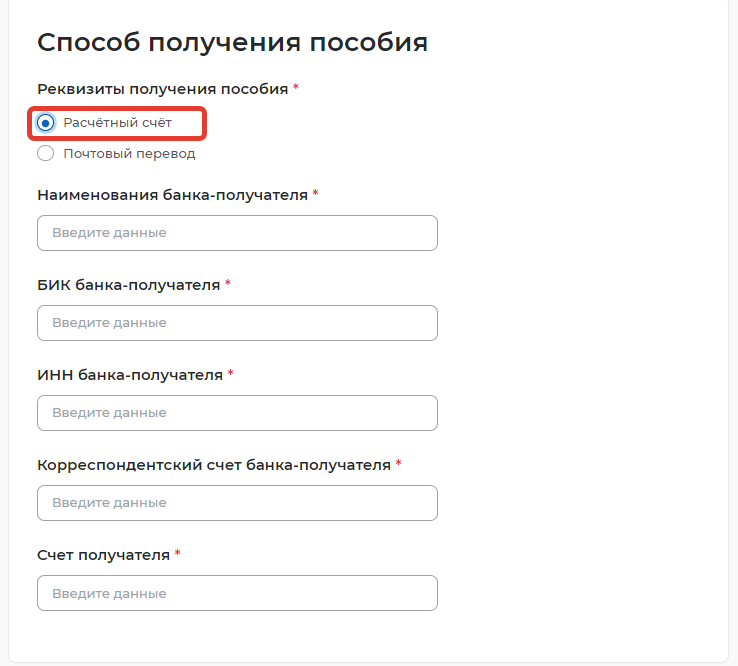 Способ получения пособия
Реквизиты получения пособия *
Расчётный счёт
Почтовый перевод
Наименования банка-получателя *
Введите данные
БИК банка-получателя *
Введите данные
ИНН банка-получателя *
Введите данные
Корреспондентский счет банка-получателя *
Введите данные
Счет получателя *
Введите данные